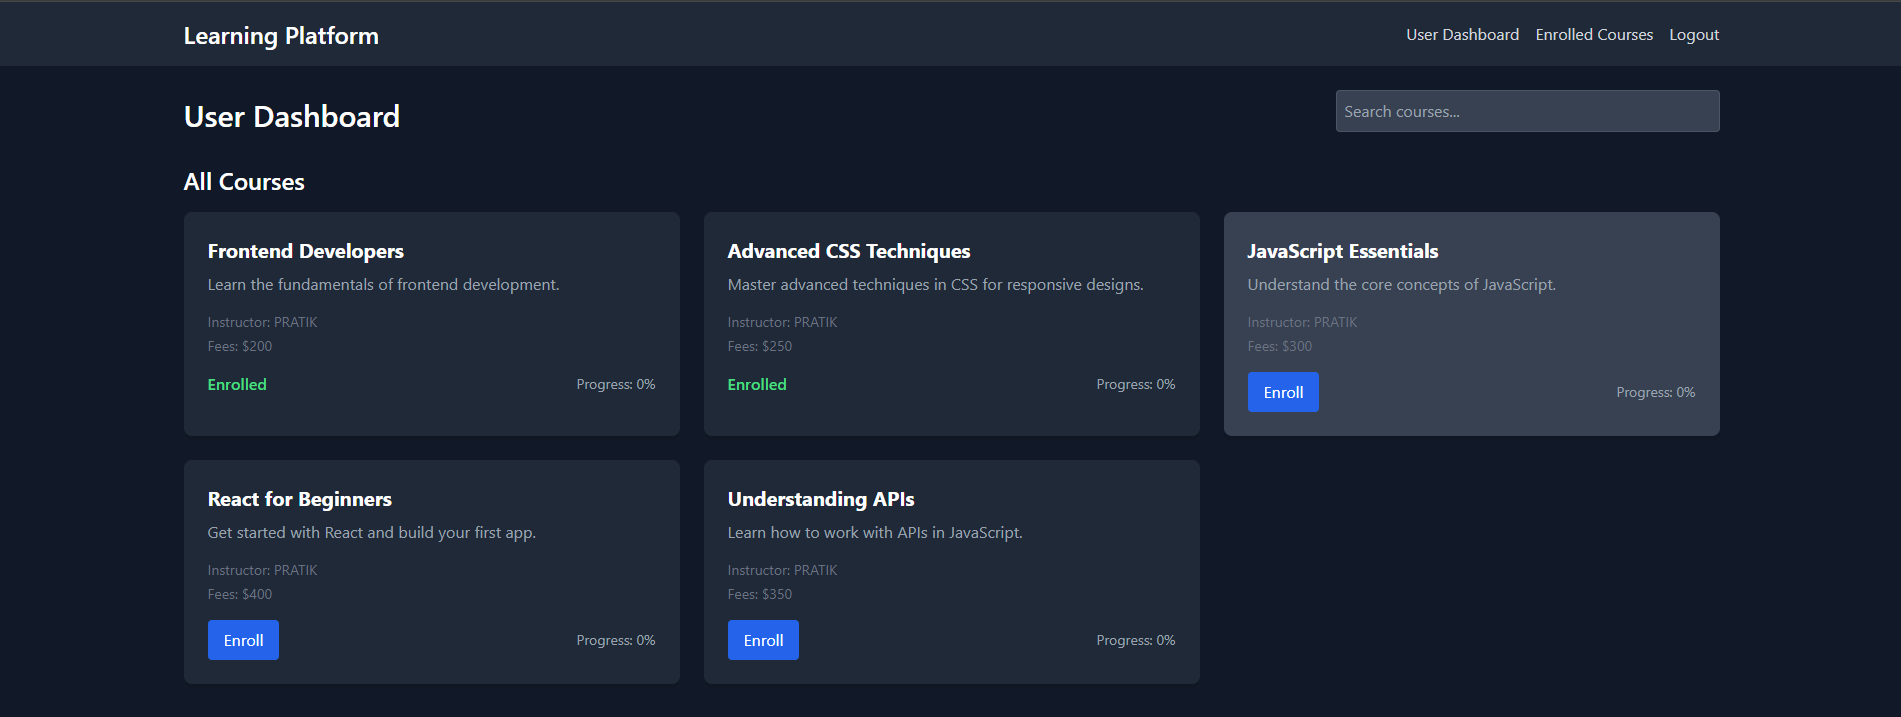 Learning Platform
User Dashboard Enrolled Courses Logout
User Dashboard
Search courses...
All Courses
Frontend Developers
Learn the fundamentals of frontend development.
Instructor: PRATIK
Fees: $200
Enrolled
Progress: 0%
Advanced CSS Techniques
Master advanced techniques in CSS for responsive designs.
Instructor: PRATIK
Fees: $250
Enrolled
Progress: 0%
JavaScript Essentials
Understand the core concepts of JavaScript.
Instructor: PRATIK
Fees: $300
Enroll
Progress: 0%
React for Beginners
Get started with React and build your first app.
Instructor: PRATIK
Fees: $400
Enroll
Progress: 0%
Understanding APIs
Learn how to work with APIs in JavaScript.
Instructor: PRATIK
Fees: $350
Enroll
Progress: 0%